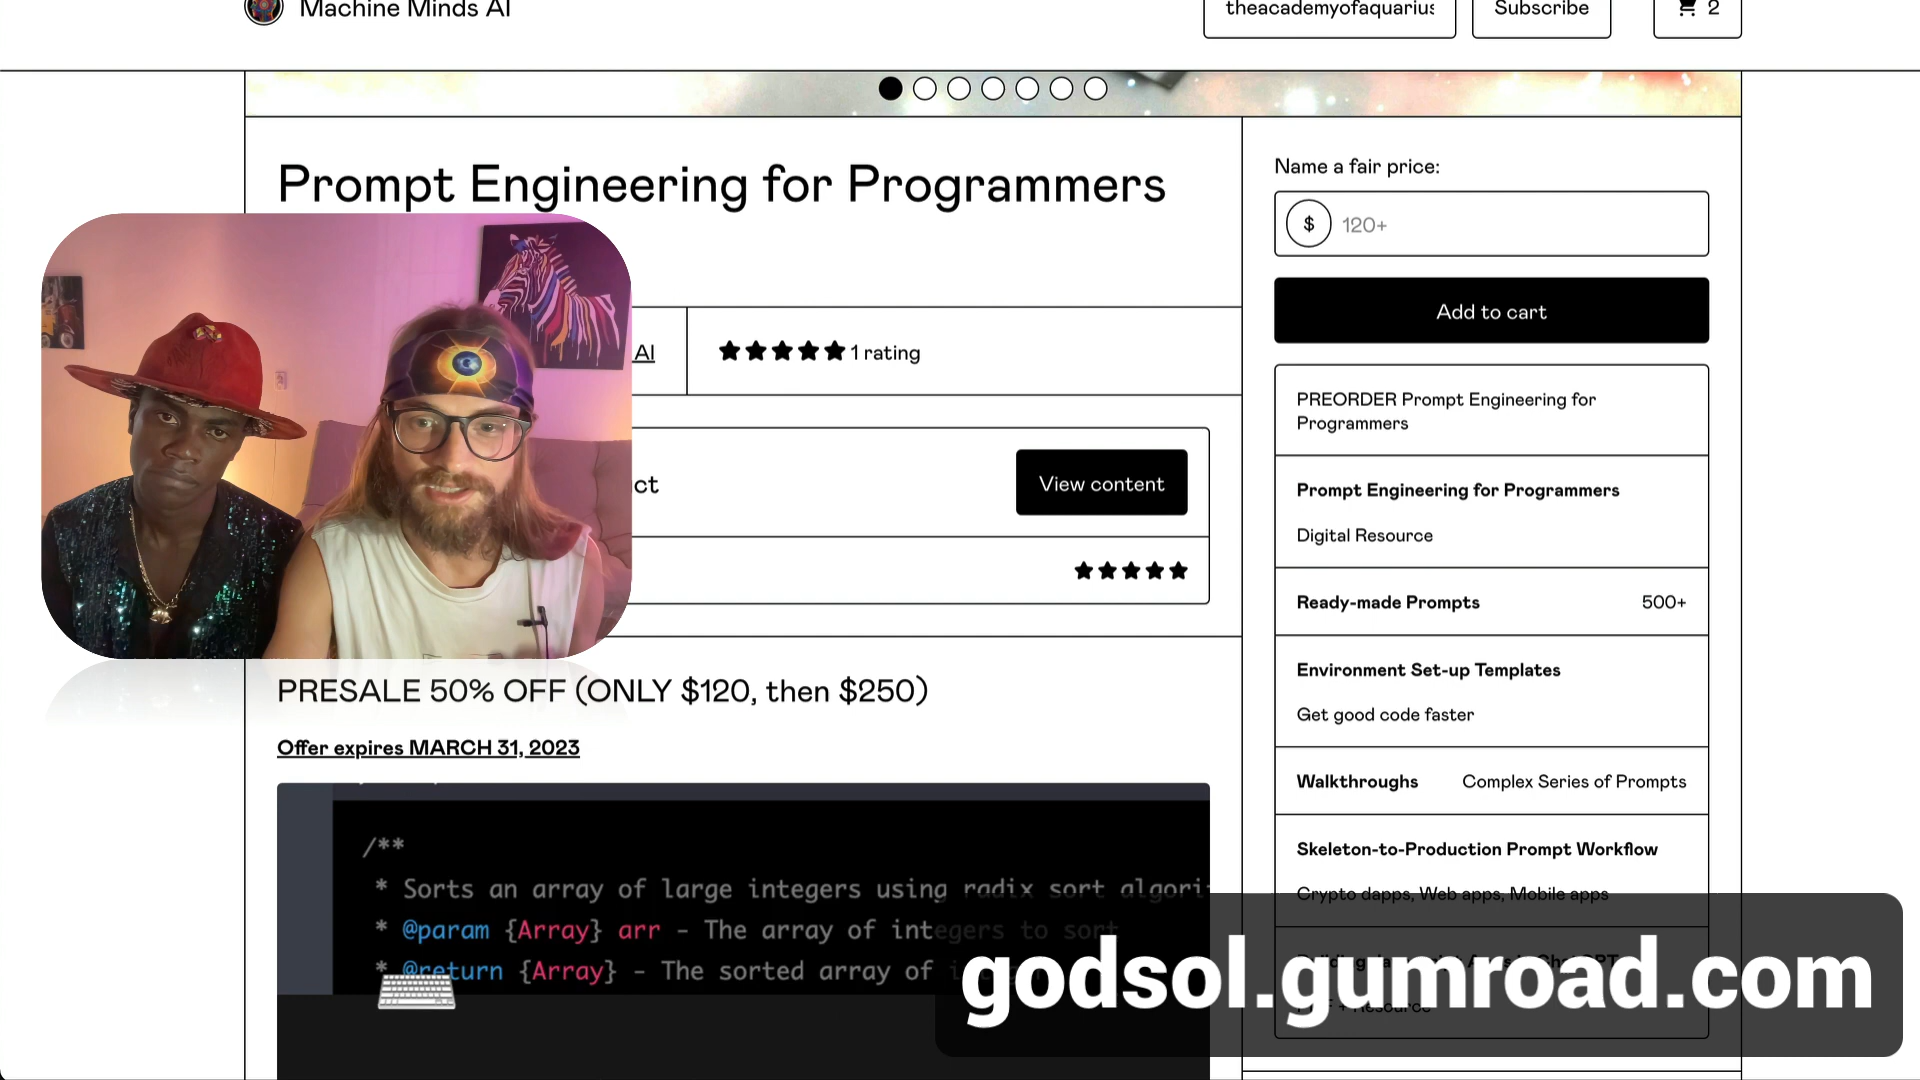 Machine Minds AI
theacademyofaquarius
Subscribe
2
Prompt Engineering for Programmers
AI
1 rating
ct
View content
PRESALE 50% OFF (ONLY $120, then $250)
Offer expires MARCH 31, 2023
/**
* Sorts an array of large integers using radix sort algori
* @param {Array} arr - The array of integers to sort
* @return {Array} - The sorted array of
Name a fair price:
$ 120+
Add to cart
PREORDER Prompt Engineering for
Programmers
Prompt Engineering for Programmers
Digital Resource
Ready-made Prompts 500+
Environment Set-up Templates
Get good code faster
Walkthroughs Complex Series of Prompts
Skeleton-to-Production Prompt Workflow
Crypto dapps, Web apps, Mobile apps
godsol.gumroad.com